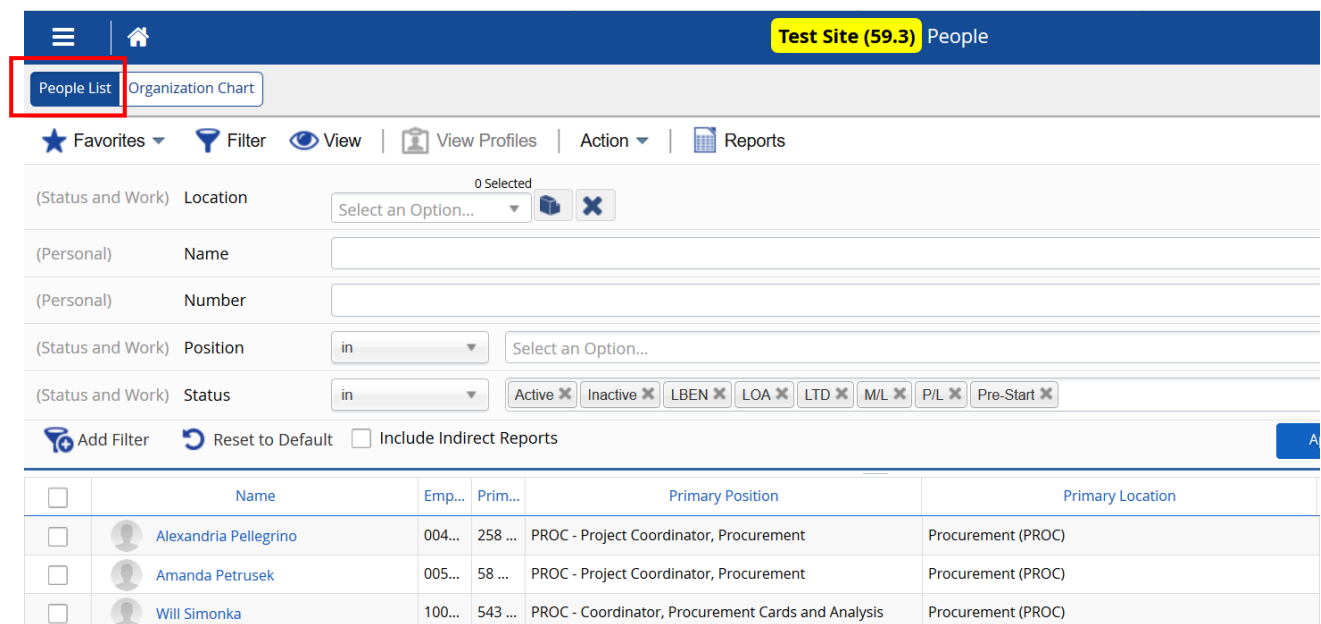 Test Site (59.3) People
People List Organization Chart
Favorites Filter View View Profiles Action Reports
0 Selected
(Status and Work) Location Select an Option...
(Personal) Name
(Personal) Number
(Status and Work) Position in Select an Option...
(Status and Work) Status in Active Inactive LBEN LOA LTD M/L P/L Pre-Start
Add Filter Reset to Default Include Indirect Reports
Name Emp... Prim... Primary Position Primary Location
Alexandria Pellegrino 004... 258 ... PROC - Project Coordinator, Procurement Procurement (PROC)
Amanda Petrusek 005... 58 ... PROC - Project Coordinator, Procurement Procurement (PROC)
Will Simonka 100... 543 ... PROC - Coordinator, Procurement Cards and Analysis Procurement (PROC)